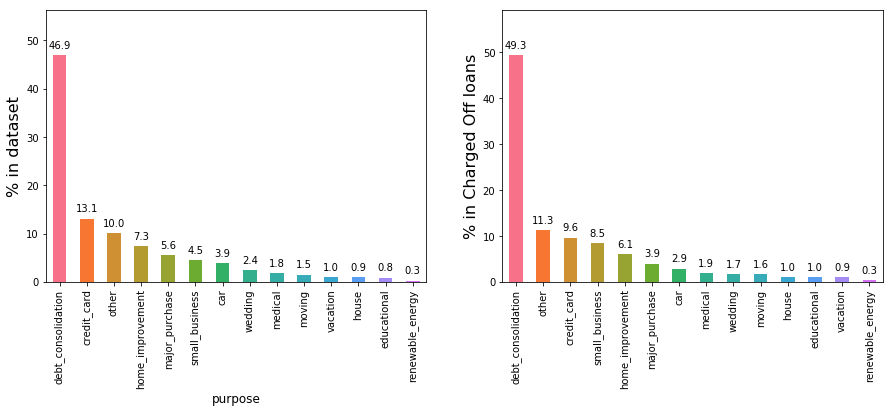 % in dataset
50
40
30
20
10
0
46.9
13.1
10.0
7.3
5.6
4.5
3.9
2.4
1.8
1.5
1.0
0.9
0.8
0.3
debt_consolidation
credit_card
other
home_improvement
major_purchase
small_business
car
wedding
medical
moving
vacation
house
educational
renewable_energy
purpose
% in Charged Off loans
50
40
30
20
10
0
49.3
11.3
9.6
8.5
6.1
3.9
2.9
1.9
1.7
1.6
1.0
1.0
0.9
0.3
debt_consolidation
other
credit_card
small_business
home_improvement
major_purchase
car
medical
wedding
moving
house
educational
vacation
renewable_energy